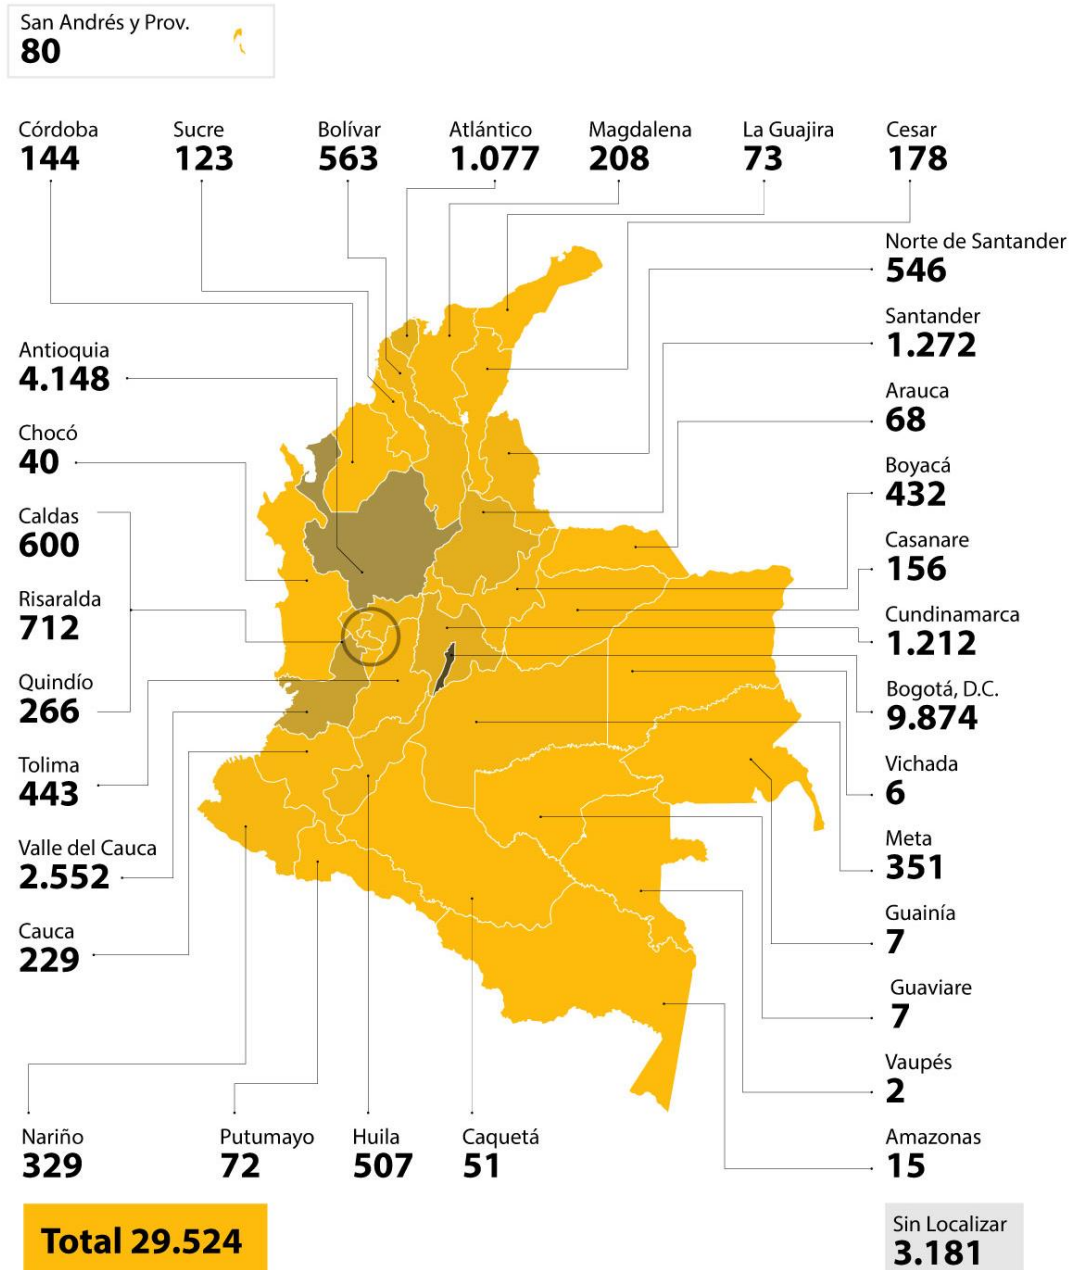 San Andrés y Prov.
80
Córdoba
144
Sucre
123
Bolívar
563
Atlántico
1.077
Magdalena
208
La Guajira
73
Cesar
178
Norte de Santander
546
Santander
1.272
Arauca
68
Boyacá
432
Casanare
156
Cundinamarca
1.212
Bogotá, D.C.
9.874
Vichada
6
Meta
351
Guainía
7
Guaviare
7
Vaupés
2
Amazonas
15
Antioquia
4.148
Chocó
40
Caldas
600
Risaralda
712
Quindío
266
Tolima
443
Valle del Cauca
2.552
Cauca
229
Nariño
329
Putumayo
72
Huila
507
Caquetá
51
Total 29.524
Sin Localizar
3.181